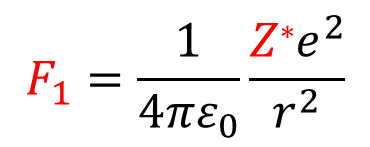 F₁ = 1/(4πε₀) Z*e²/r²